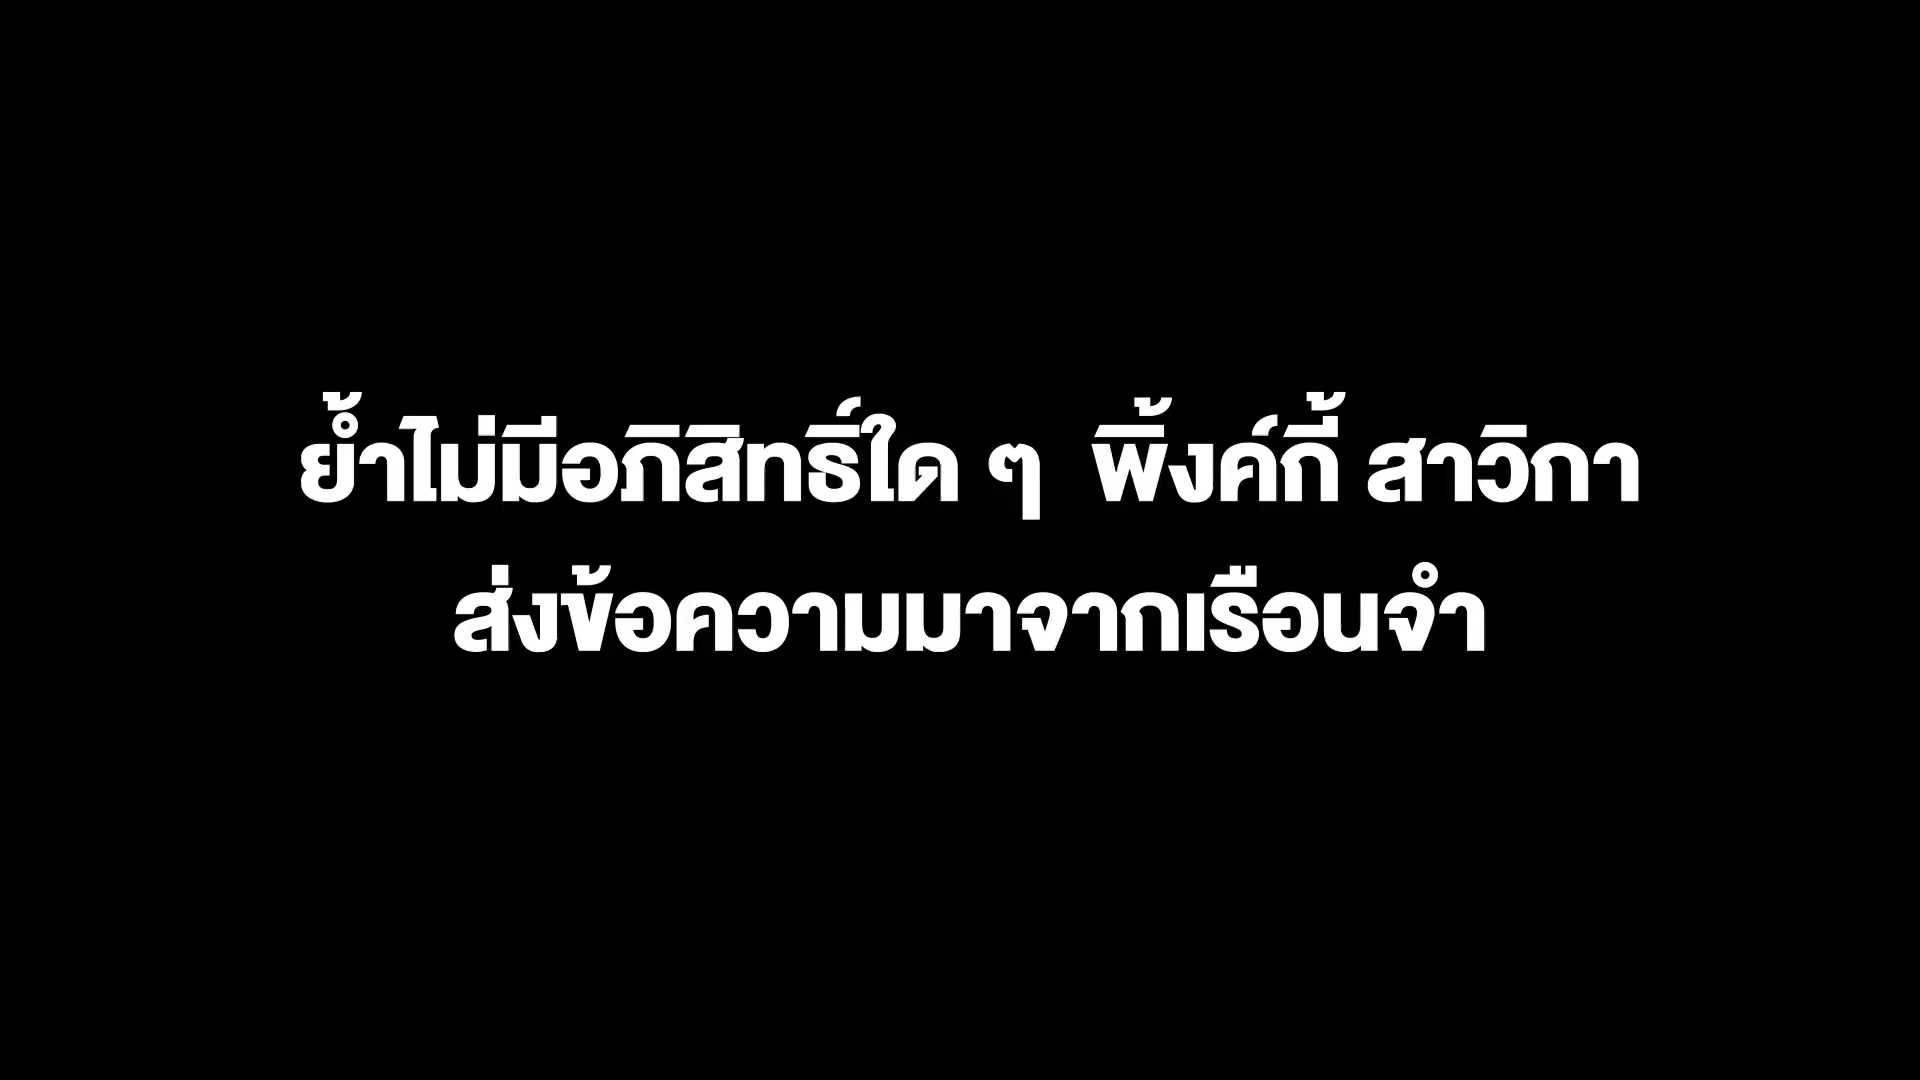 ย้ำไม่มีอภิสิทธิ์ใด ๆ  พิ้งค์กี้ สาวิกา
ส่งข้อความมาจากเรือนจำ